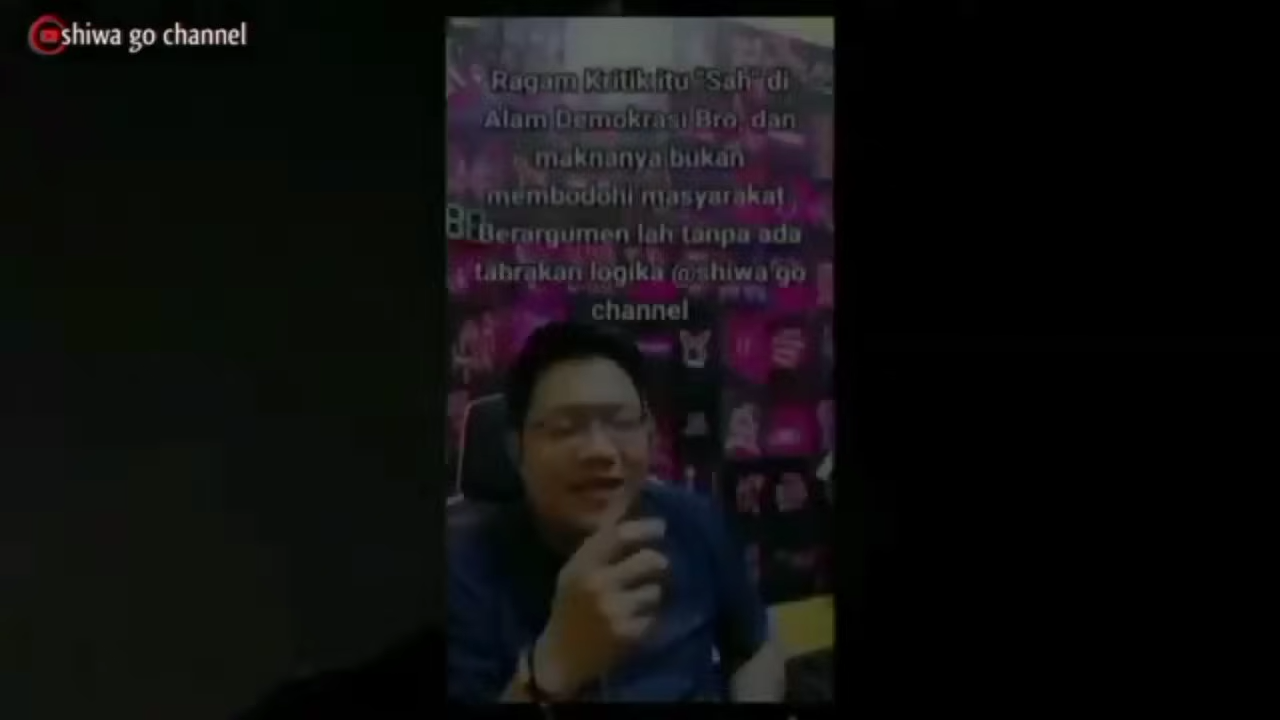 shiwa go channel
Ragam Kritik itu "Sah" di
Alam Demokrasi Bro, dan
maknanya bukan
membodohi masyarakat
Berargumen lah tanpa ada
tabrakan logika @shiwa go
channel